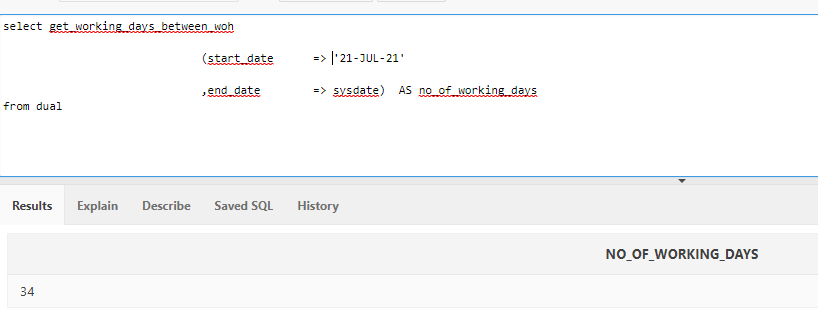 select get_working_days_between_woh
(start_date => '21-JUL-21'
,end_date => sysdate) AS no_of_working_days
from dual
Results Explain Describe Saved SQL History
NO_OF_WORKING_DAYS
34